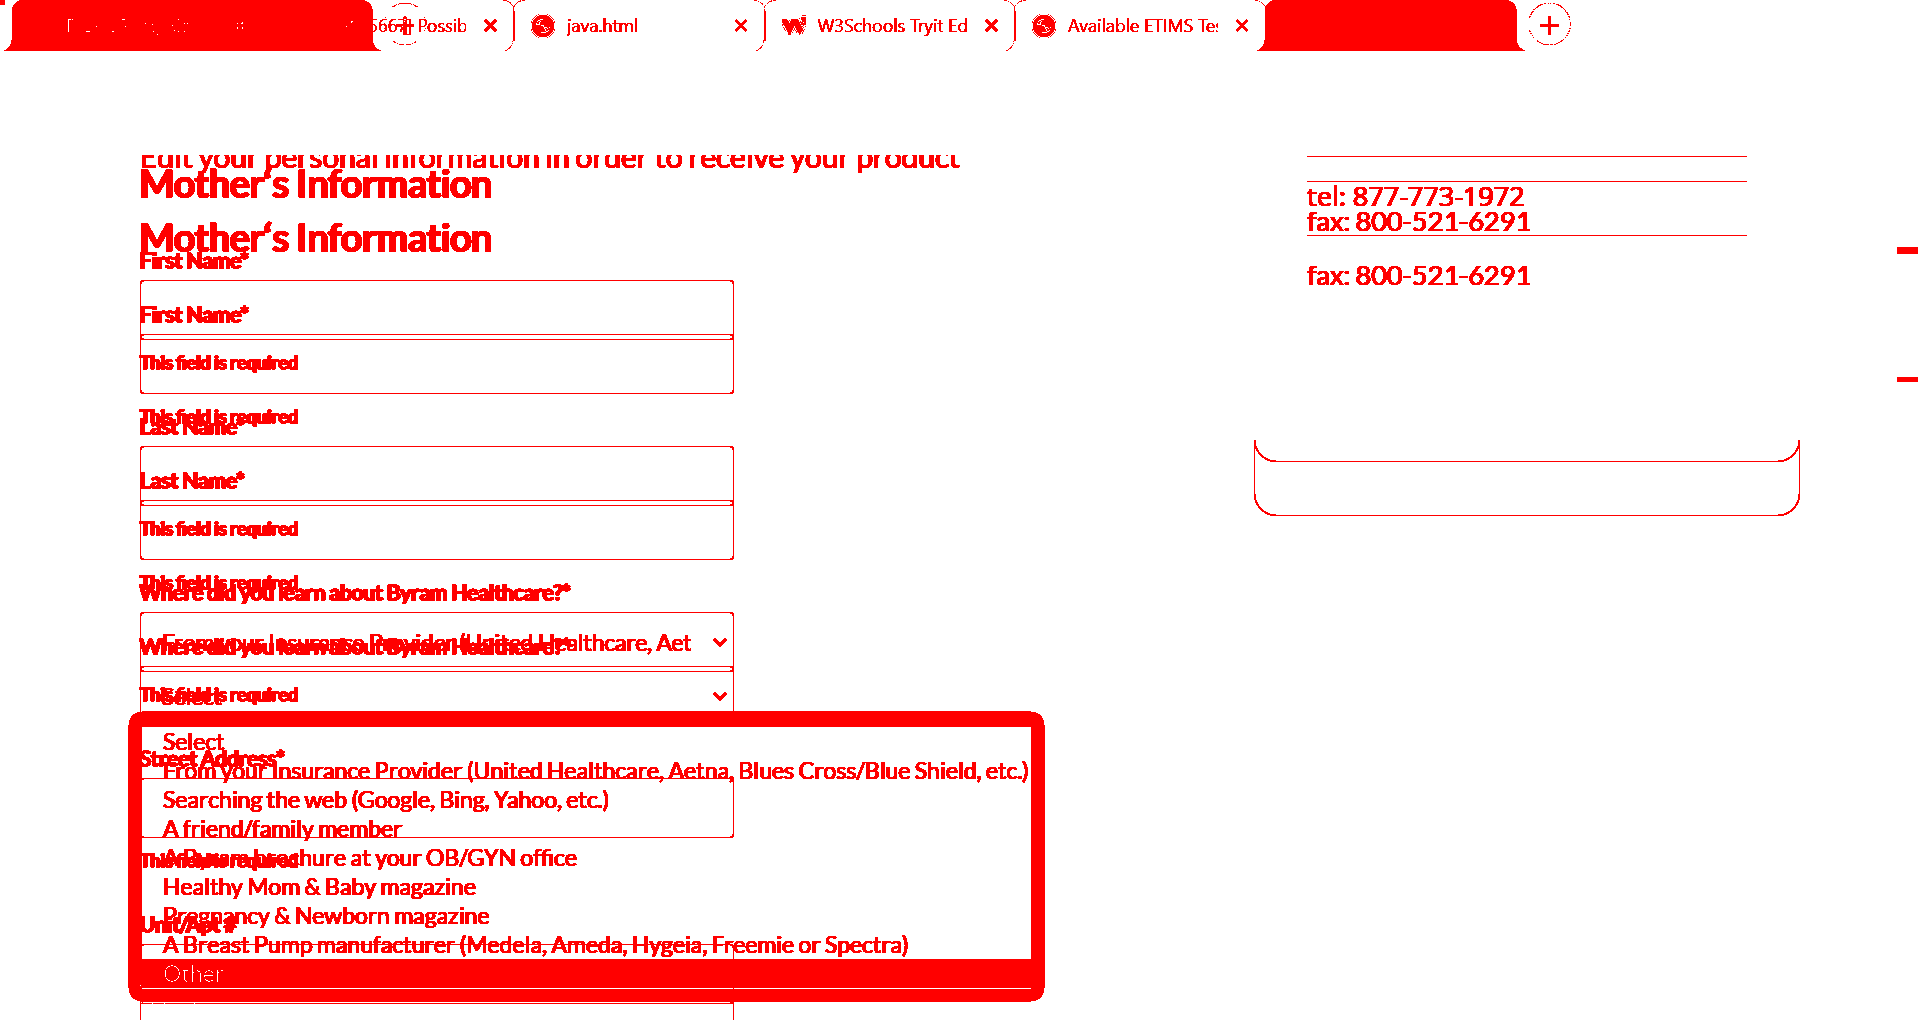 Possib
java.html
W3Schools Tryit Ed
Available ETIMS Tes
Edit your personal information in order to receive your product
Mother's Information
Mother's Information
First Name*
First Name*
This field is required
This field is required
Last Name*
Last Name*
This field is required
This field is required
Where did you learn about Byram Healthcare?*
From your Insurance Provider (United Healthcare, Aet
Where did you learn about Byram Healthcare?*
This field is required
Select
Select
Street Address*
From your Insurance Provider (United Healthcare, Aetna, Blues Cross/Blue Shield, etc.)
Searching the web (Google, Bing, Yahoo, etc.)
A friend/family member
A Byram brochure at your OB/GYN office
This field is required
Healthy Mom & Baby magazine
Pregnancy & Newborn magazine
Unit/Apt #
A Breast Pump manufacturer (Medela, Ameda, Hygeia, Freemie or Spectra)
Other
tel: 877-773-1972
fax: 800-521-6291
fax: 800-521-6291